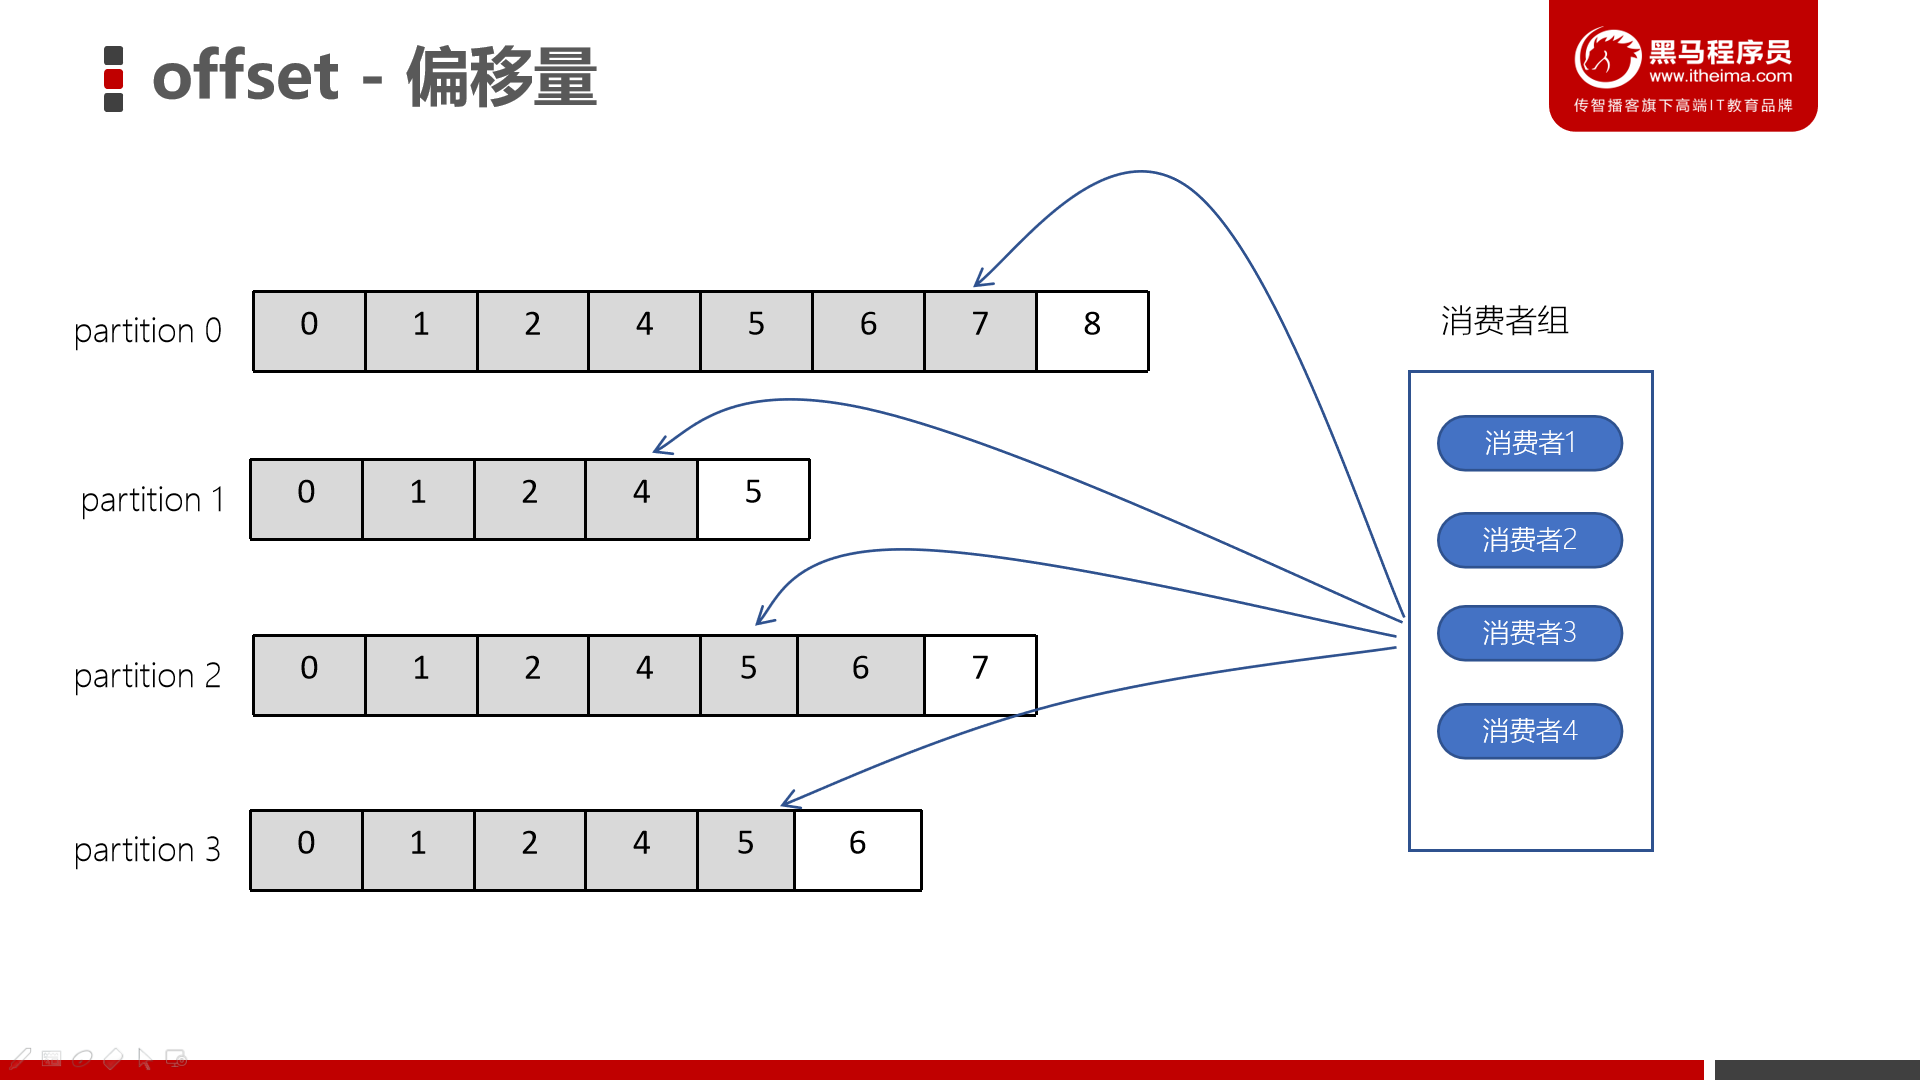 offset - 偏移量
黑马程序员
www.itheima.com
传智播客旗下高端IT教育品牌
partition 0
0 1 2 4 5 6 7 8
partition 1
0 1 2 4 5
partition 2
0 1 2 4 5 6 7
partition 3
0 1 2 4 5 6
消费者组
消费者1
消费者2
消费者3
消费者4